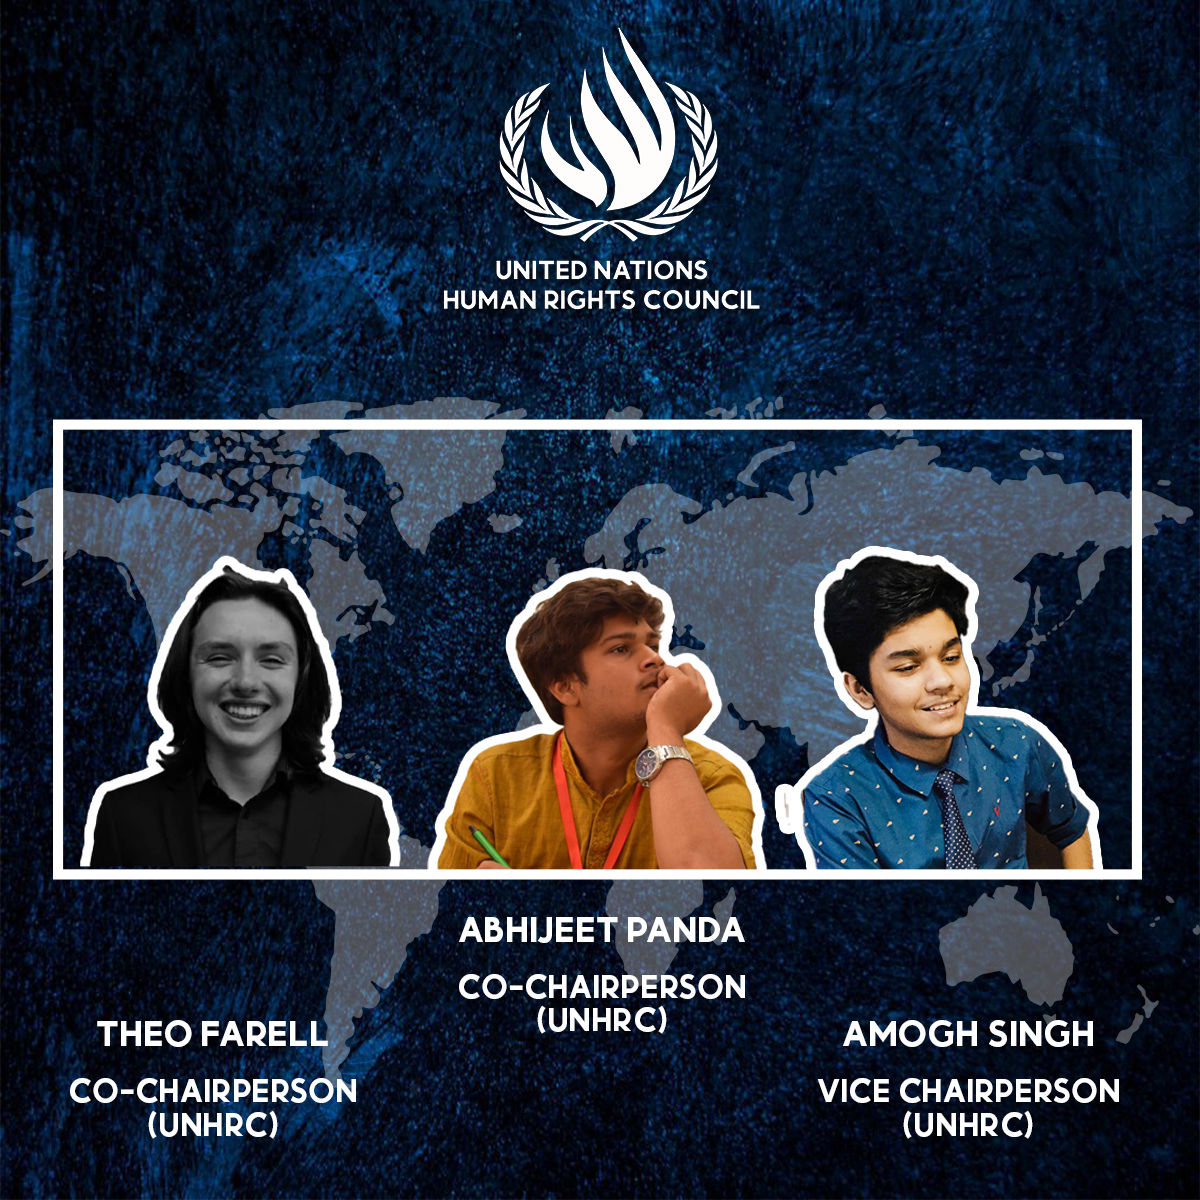 UNITED NATIONS
HUMAN RIGHTS COUNCIL
ABHIJEET PANDA
CO-CHAIRPERSON
(UNHRC)
THEO FARELL
CO-CHAIRPERSON
(UNHRC)
AMOGH SINGH
VICE CHAIRPERSON
(UNHRC)